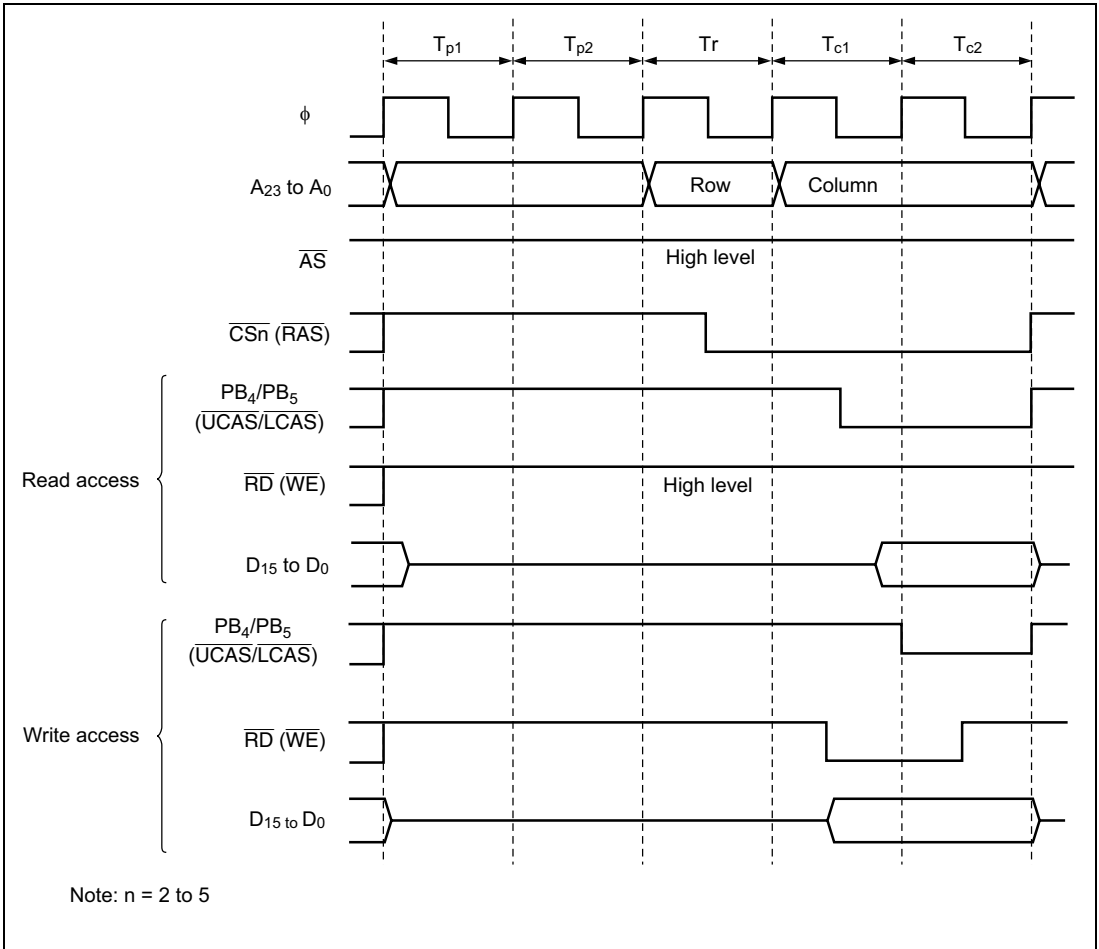 Tp1 Tp2 Tr Tc1 Tc2
ϕ
A23 to A0 Row Column
AS High level
CSn (RAS)
PB4/PB5
(UCAS/LCAS)
Read access RD (WE) High level
D15 to D0
PB4/PB5
(UCAS/LCAS)
Write access RD (WE)
D15 to D0
Note: n = 2 to 5